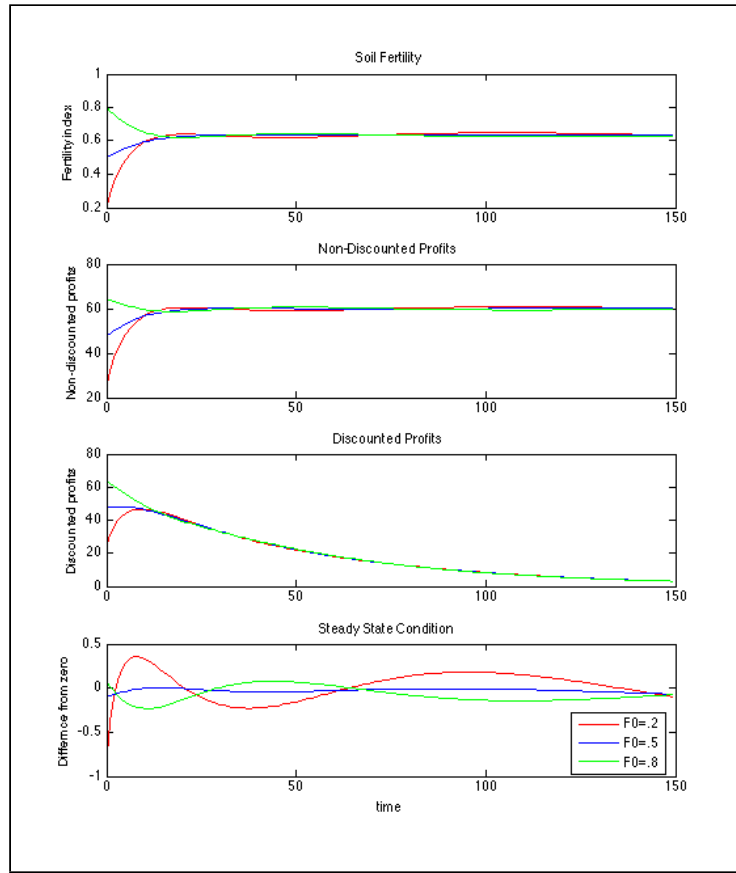 Soil Fertility
Fertility index
1
0.8
0.6
0.4
0.2
0
50
100
150
Non-Discounted Profits
Non-discounted profits
80
60
40
20
0
50
100
150
Discounted Profits
Discounted profits
80
60
40
20
0
0
50
100
150
Steady State Condition
Differnce from zero
0.5
0
-0.5
-1
0
50
100
150
time
F0=.2
F0=.5
F0=.8